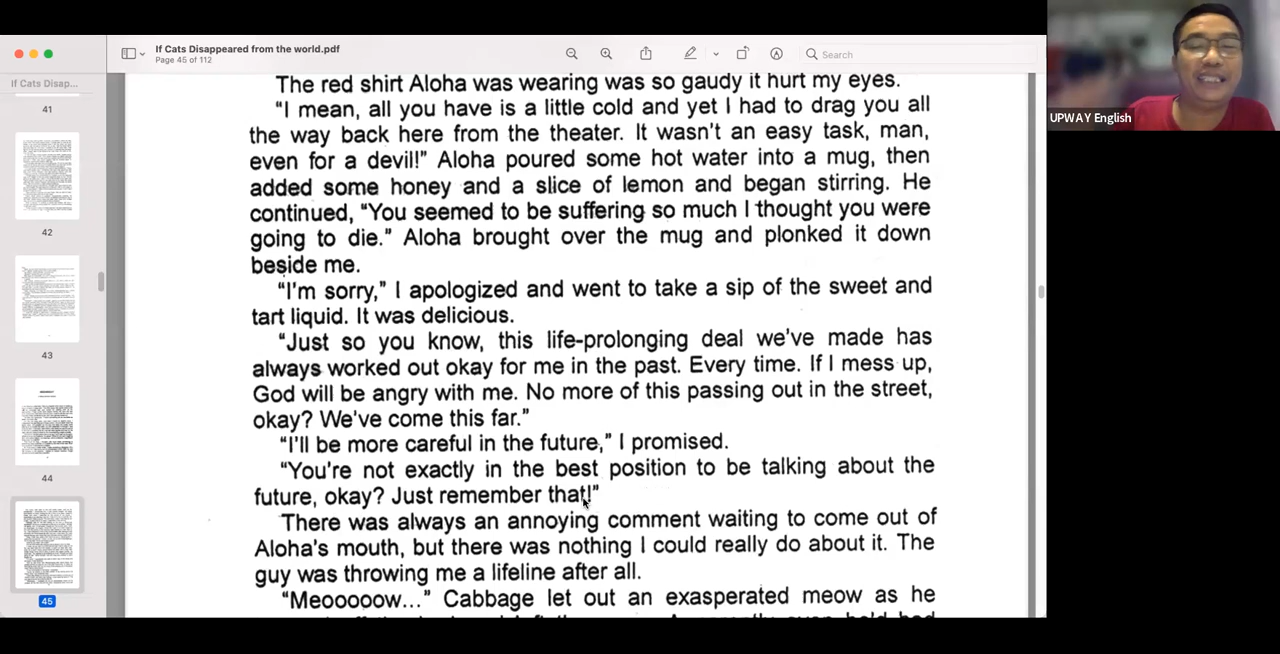 If Cats Disappeared from the world.pdf
Page 45 of 112
Search
UPWAY English
If Cats Disap...
41
42
43
44
45
The red shirt Aloha was wearing was so gaudy it hurt my eyes.
“I mean, all you have is a little cold and yet I had to drag you all
the way back here from the theater. It wasn't an easy task, man,
even for a devil!” Aloha poured some hot water into a mug, then
added some honey and a slice of lemon and began stirring. He
continued, “You seemed to be suffering so much I thought you were
going to die.” Aloha brought over the mug and plonked it down
beside me.
“I'm sorry,” I apologized and went to take a sip of the sweet and
tart liquid. It was delicious.
“Just so you know, this life-prolonging deal we've made has
always worked out okay for me in the past. Every time. If I mess up,
God will be angry with me. No more of this passing out in the street,
okay? We've come this far.”
“I'll be more careful in the future,” I promised.
“You're not exactly in the best position to be talking about the
future, okay? Just remember that!”
There was always an annoying comment waiting to come out of
Aloha's mouth, but there was nothing I could really do about it. The
guy was throwing me a lifeline after all.
“Meooooow...” Cabbage let out an exasperated meow as he